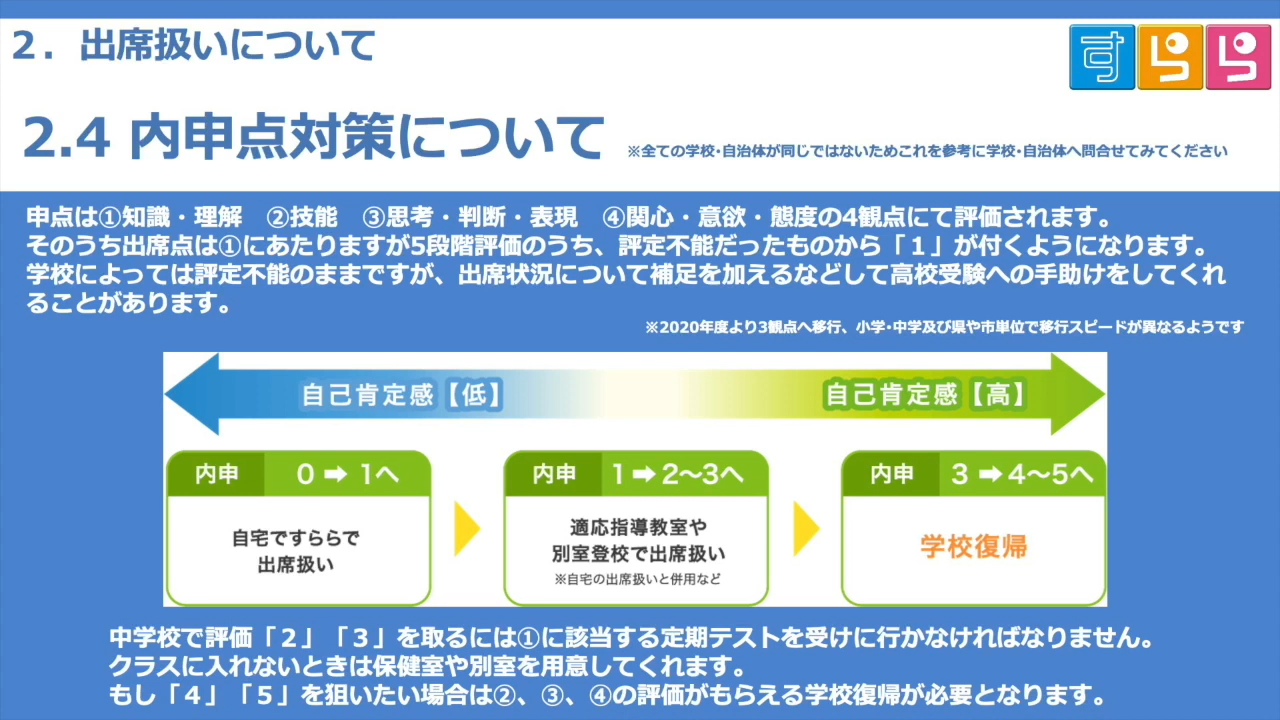 2．出席扱いについて
すらら
2.4 内申点対策について
※全ての学校・自治体が同じではないためこれを参考に学校・自治体へ問合せてみてください
申点は①知識・理解　②技能　③思考・判断・表現　④関心・意欲・態度の4観点にて評価されます。
そのうち出席点は①にあたりますが5段階評価のうち、評定不能だったものから「１」が付くようになります。
学校によっては評定不能のままですが、出席状況について補足を加えるなどして高校受験への手助けをしてくれ
ることがあります。
※2020年度より3観点へ移行、小学・中学及び県や市単位で移行スピードが異なるようです
自己肯定感【低】
自己肯定感【高】
内申 0 ➡ 1へ
自宅ですららで
出席扱い
内申 1 ➡ 2〜3へ
適応指導教室や
別室登校で出席扱い
※自宅の出席扱いと併用など
内申 3 ➡ 4〜5へ
学校復帰
中学校で評価「２」「３」を取るには①に該当する定期テストを受けに行かなければなりません。
クラスに入れないときは保健室や別室を用意してくれます。
もし「４」「５」を狙いたい場合は②、③、④の評価がもらえる学校復帰が必要となります。